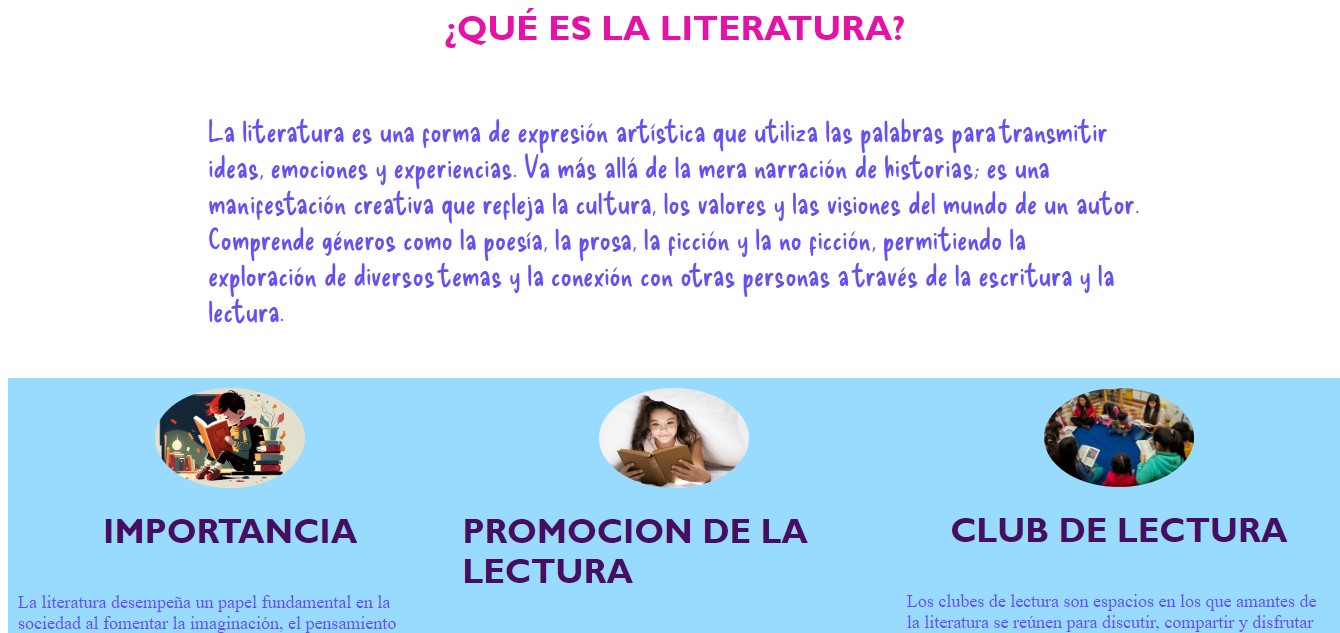 ¿QUÉ ES LA LITERATURA?
La literatura es una forma de expresión artística que utiliza las palabras para transmitir
ideas, emociones y experiencias. Va más allá de la mera narración de historias; es una
manifestación creativa que refleja la cultura, los valores y las visiones del mundo de un autor.
Comprende géneros como la poesía, la prosa, la ficción y la no ficción, permitiendo la
exploración de diversos temas y la conexión con otras personas a través de la escritura y la
lectura.
IMPORTANCIA
La literatura desempeña un papel fundamental en la
sociedad al fomentar la imaginación, el pensamiento
PROMOCION DE LA
LECTURA
CLUB DE LECTURA
Los clubes de lectura son espacios en los que amantes de
la literatura se reúnen para discutir, compartir y disfrutar